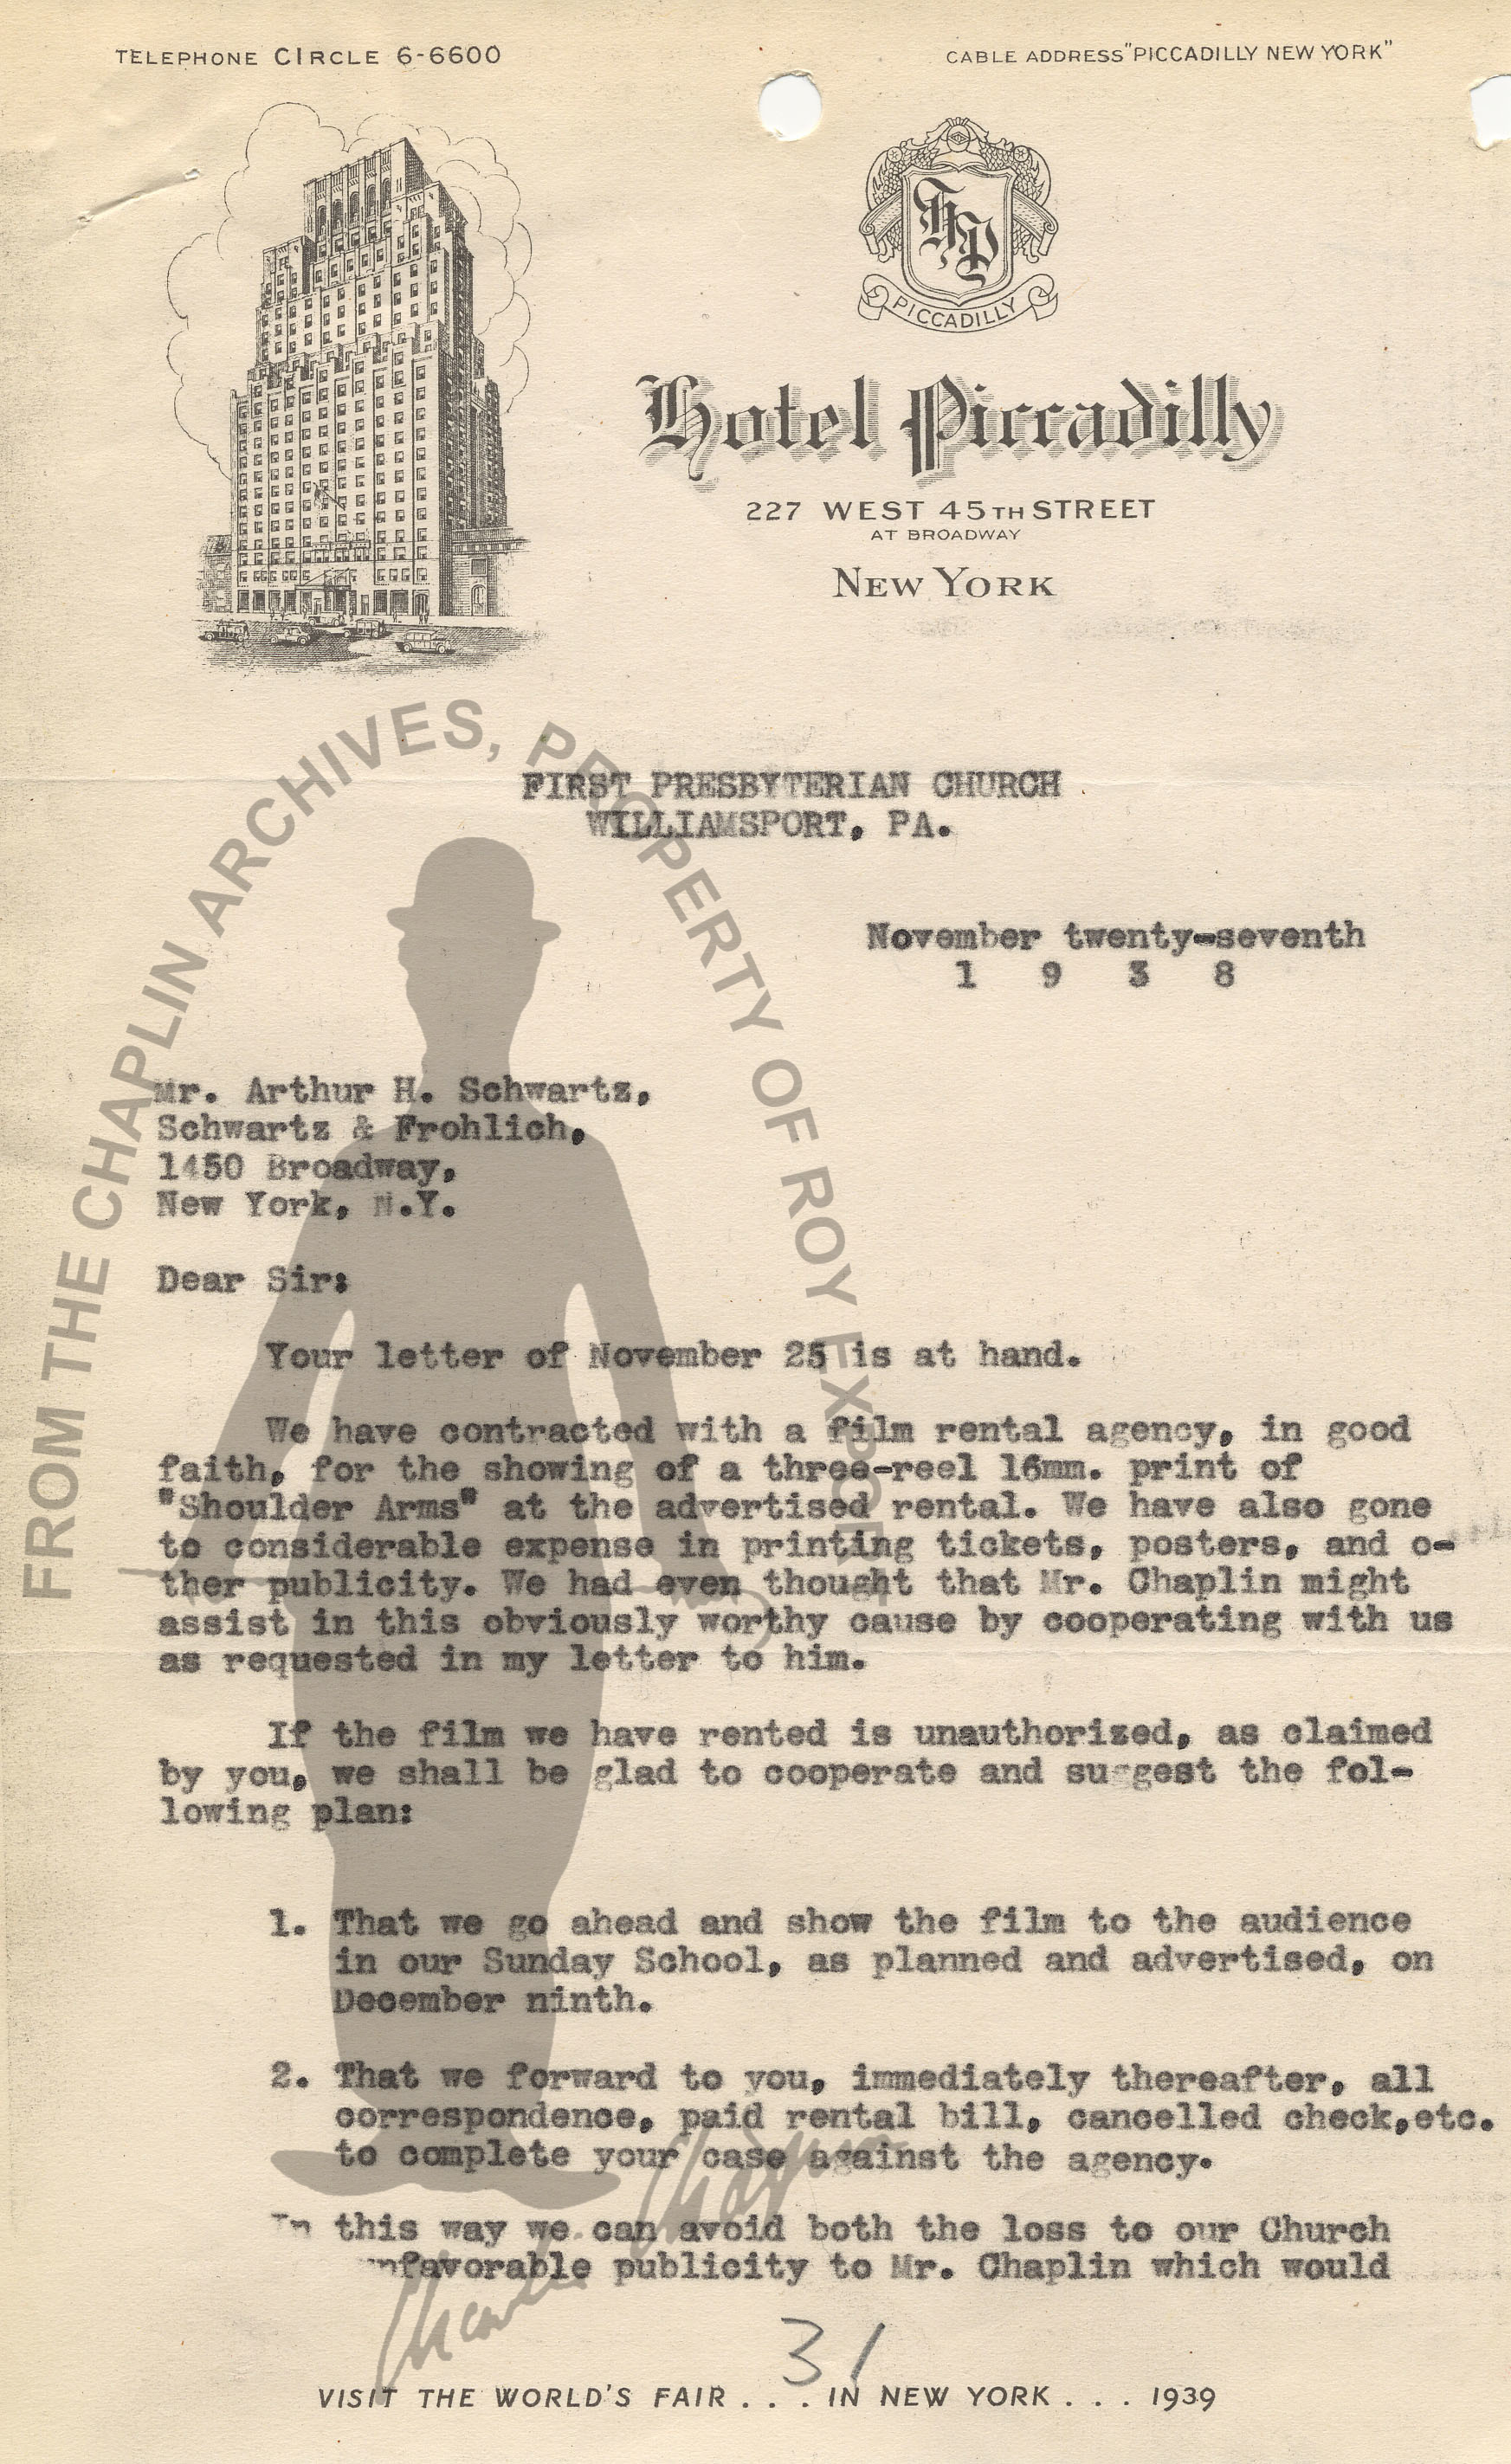 TELEPHONE CIRCLE 6-6600
CABLE ADDRESS "PICCADILLY NEW YORK"
HP
PICCADILLY
Hotel Piccadilly
227 WEST 45TH STREET
AT BROADWAY
NEW YORK
FROM THE CHAPLIN ARCHIVES, PROPERTY OF ROY EXPORT
FIRST PRESBYTERIAN CHURCH
WILLIAMSPORT, PA.
November twenty-seventh
1 9 3 8
Mr. Arthur H. Schwartz,
Schwartz & Frohlich,
1450 Broadway,
New York, N.Y.
Dear Sir:
Your letter of November 25 is at hand.
We have contracted with a film rental agency, in good
faith, for the showing of a three-reel 16mm. print of
"Shoulder Arms" at the advertised rental. We have also gone
to considerable expense in printing tickets, posters, and o-
ther publicity. We had even thought that Mr. Chaplin might
assist in this obviously worthy cause by cooperating with us
as requested in my letter to him.
If the film we have rented is unauthorized, as claimed
by you, we shall be glad to cooperate and suggest the fol-
lowing plan:
1. That we go ahead and show the film to the audience
in our Sunday School, as planned and advertised, on
December ninth.
2. That we forward to you, immediately thereafter, all
correspondence, paid rental bill, cancelled check,etc.
to complete your case against the agency.
In this way we can avoid both the loss to our Church
nfavorable publicity to Mr. Chaplin which would
Charlie Chaplin
31
VISIT THE WORLD'S FAIR . . . IN NEW YORK . . . 1939